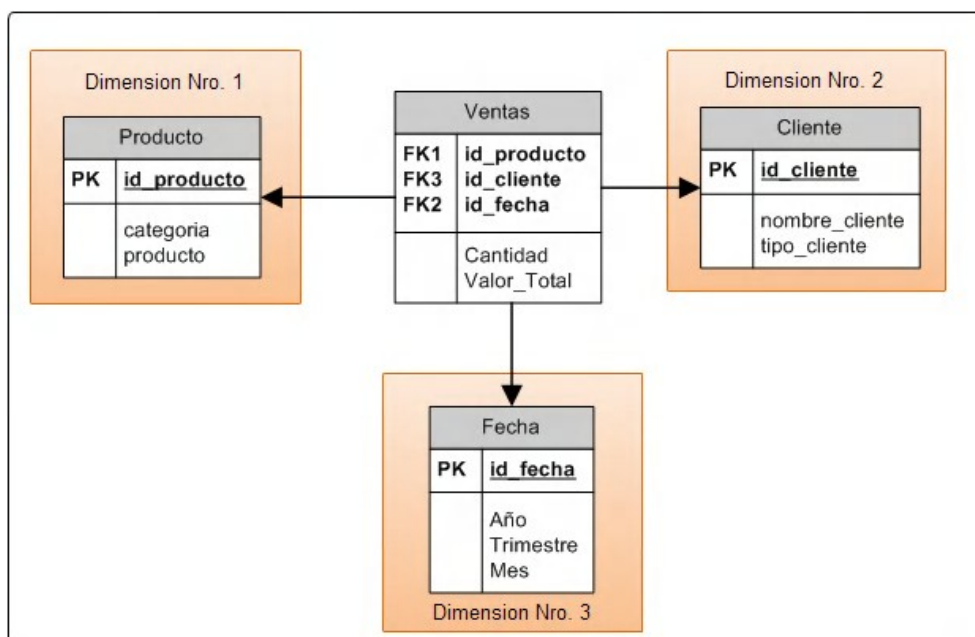 Dimension Nro. 1
Producto
PK id_producto
categoria
producto
Ventas
FK1 id_producto
FK3 id_cliente
FK2 id_fecha
Cantidad
Valor_Total
Dimension Nro. 2
Cliente
PK id_cliente
nombre_cliente
tipo_cliente
Fecha
PK id_fecha
Año
Trimestre
Mes
Dimension Nro. 3